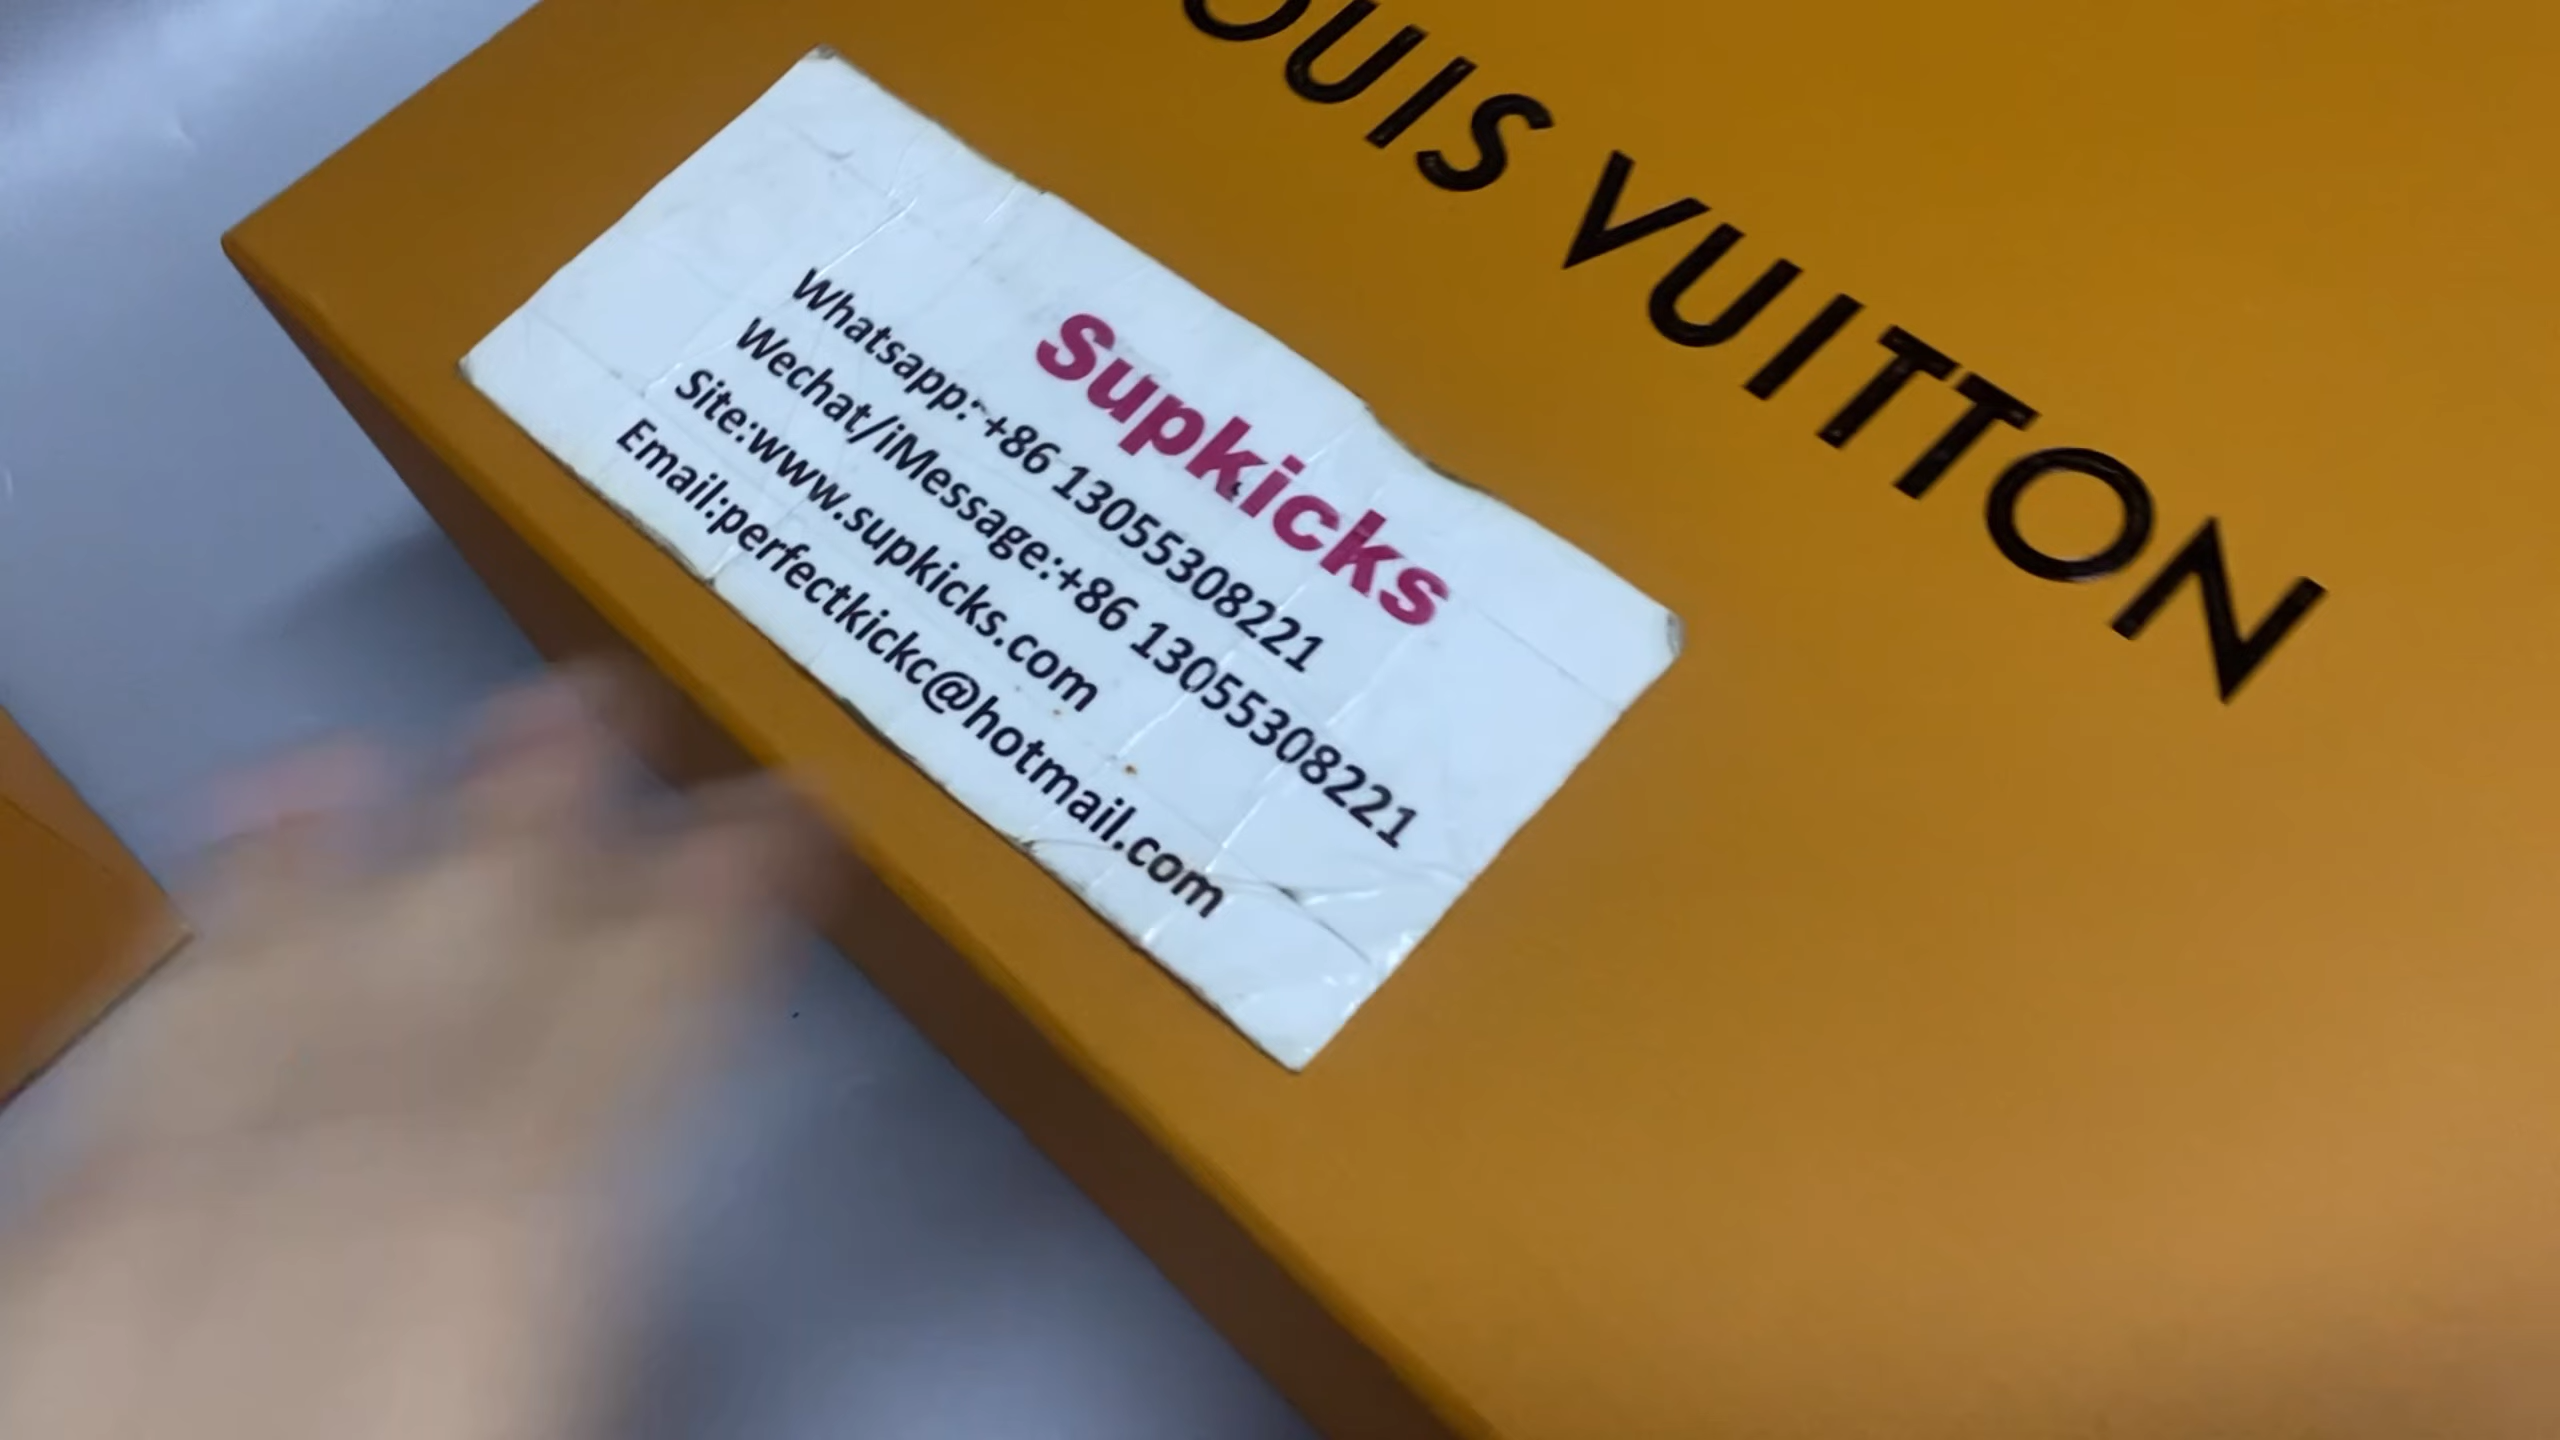 OUIS VUITTON
Supkicks
Whatsapp: +86 13055308221
Wechat/iMessage:+86 13055308221
Site:www.supkicks.com
Email:perfectkickc@hotmail.com